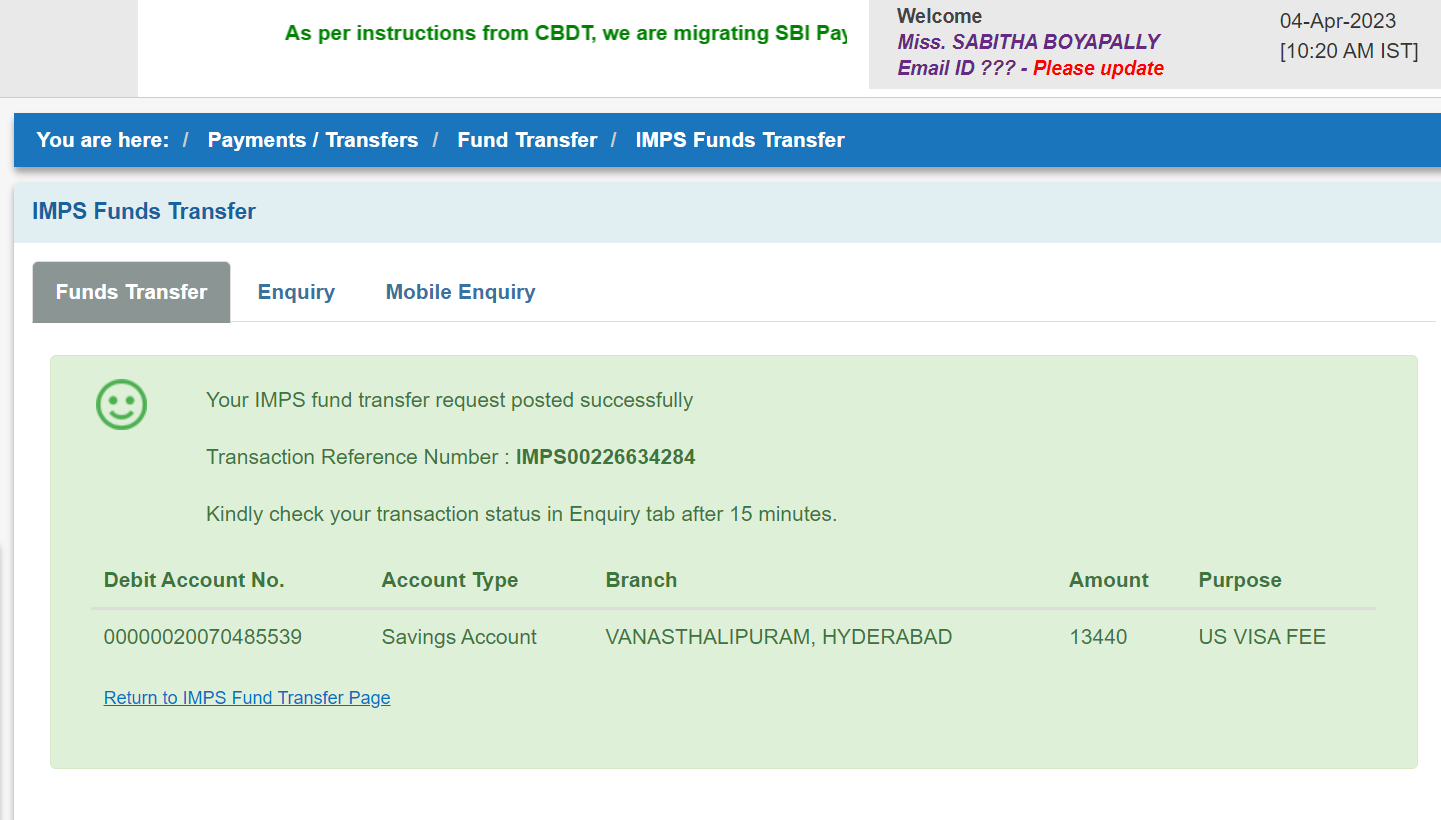 As per instructions from CBDT, we are migrating SBI Pay
Welcome
Miss. SABITHA BOYAPALLY
Email ID ??? - Please update
04-Apr-2023
[10:20 AM IST]
You are here: / Payments / Transfers / Fund Transfer / IMPS Funds Transfer
IMPS Funds Transfer
Funds Transfer Enquiry Mobile Enquiry
Your IMPS fund transfer request posted successfully
Transaction Reference Number : IMPS00226634284
Kindly check your transaction status in Enquiry tab after 15 minutes.
Debit Account No. Account Type Branch Amount Purpose
00000020070485539 Savings Account VANASTHALIPURAM, HYDERABAD 13440 US VISA FEE
Return to IMPS Fund Transfer Page